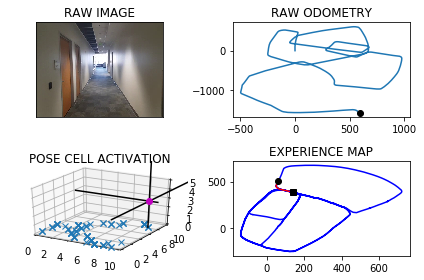 RAW IMAGE
RAW ODOMETRY
0
−1000
−500 0 500 1000
POSE CELL ACTIVATION
0 2 4 6 8 10
0 2 4 6 8 10
0 1 2 3 4 5
EXPERIENCE MAP
500
0
0 200 400 600